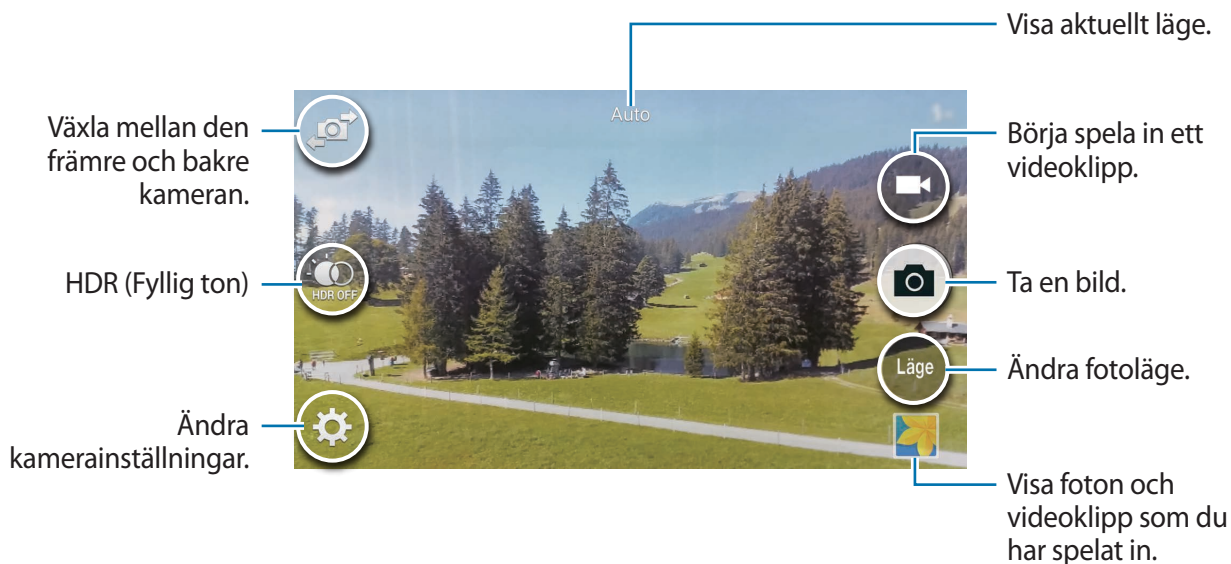 Visa aktuellt läge.
Auto
Växla mellan den
främre och bakre
kameran.
Börja spela in ett
videoklipp.
HDR (Fyllig ton)
HDR OFF
Ta en bild.
Läge
Ändra fotoläge.
Ändra
kamerainställningar.
Visa foton och
videoklipp som du
har spelat in.